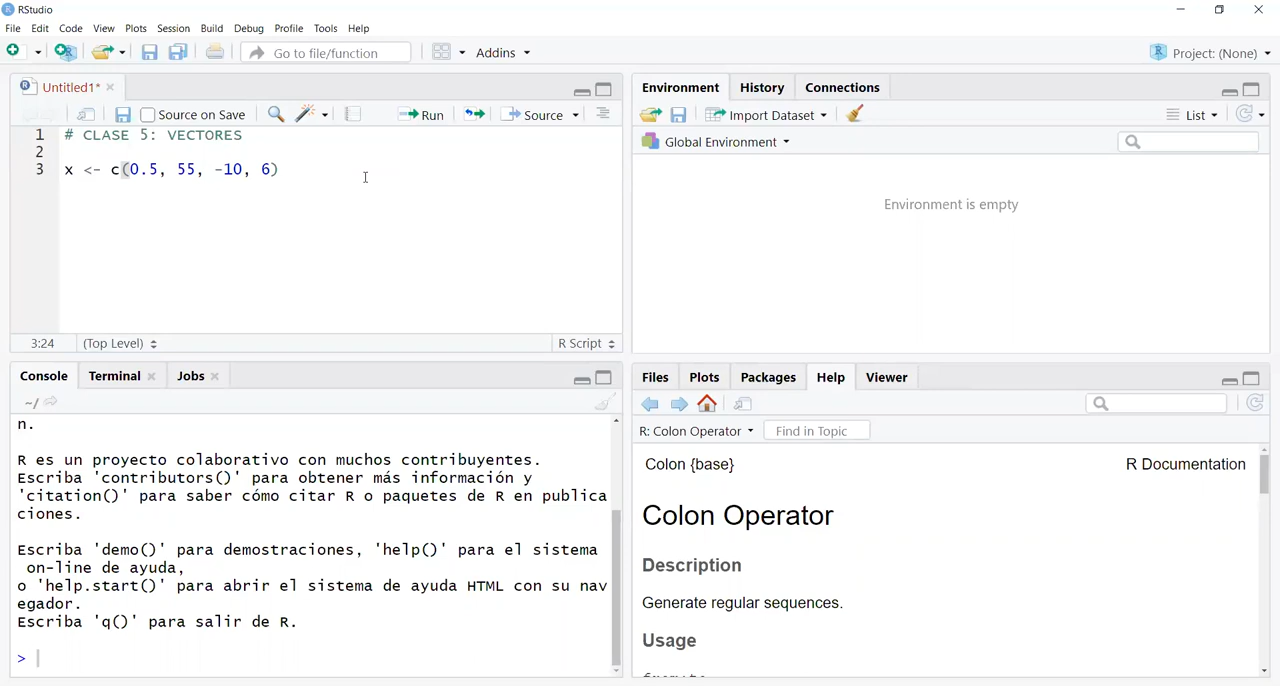 RStudio
File Edit Code View Plots Session Build Debug Profile Tools Help
Go to file/function Addins Project: (None)
Untitled1*
Source on Save Run Source
1 # CLASE 5: VECTORES
2
3 x <- c(0.5, 55, -10, 6)
3:24 (Top Level) R Script
Console Terminal Jobs
~/
n.
R es un proyecto colaborativo con muchos contribuyentes.
Escriba 'contributors()' para obtener más información y
'citation()' para saber cómo citar R o paquetes de R en publica
ciones.
Escriba 'demo()' para demostraciones, 'help()' para el sistema
on-line de ayuda,
o 'help.start()' para abrir el sistema de ayuda HTML con su nav
egador.
Escriba 'q()' para salir de R.
>
Environment History Connections
Import Dataset List
Global Environment
Environment is empty
Files Plots Packages Help Viewer
R: Colon Operator Find in Topic
Colon {base} R Documentation
Colon Operator
Description
Generate regular sequences.
Usage